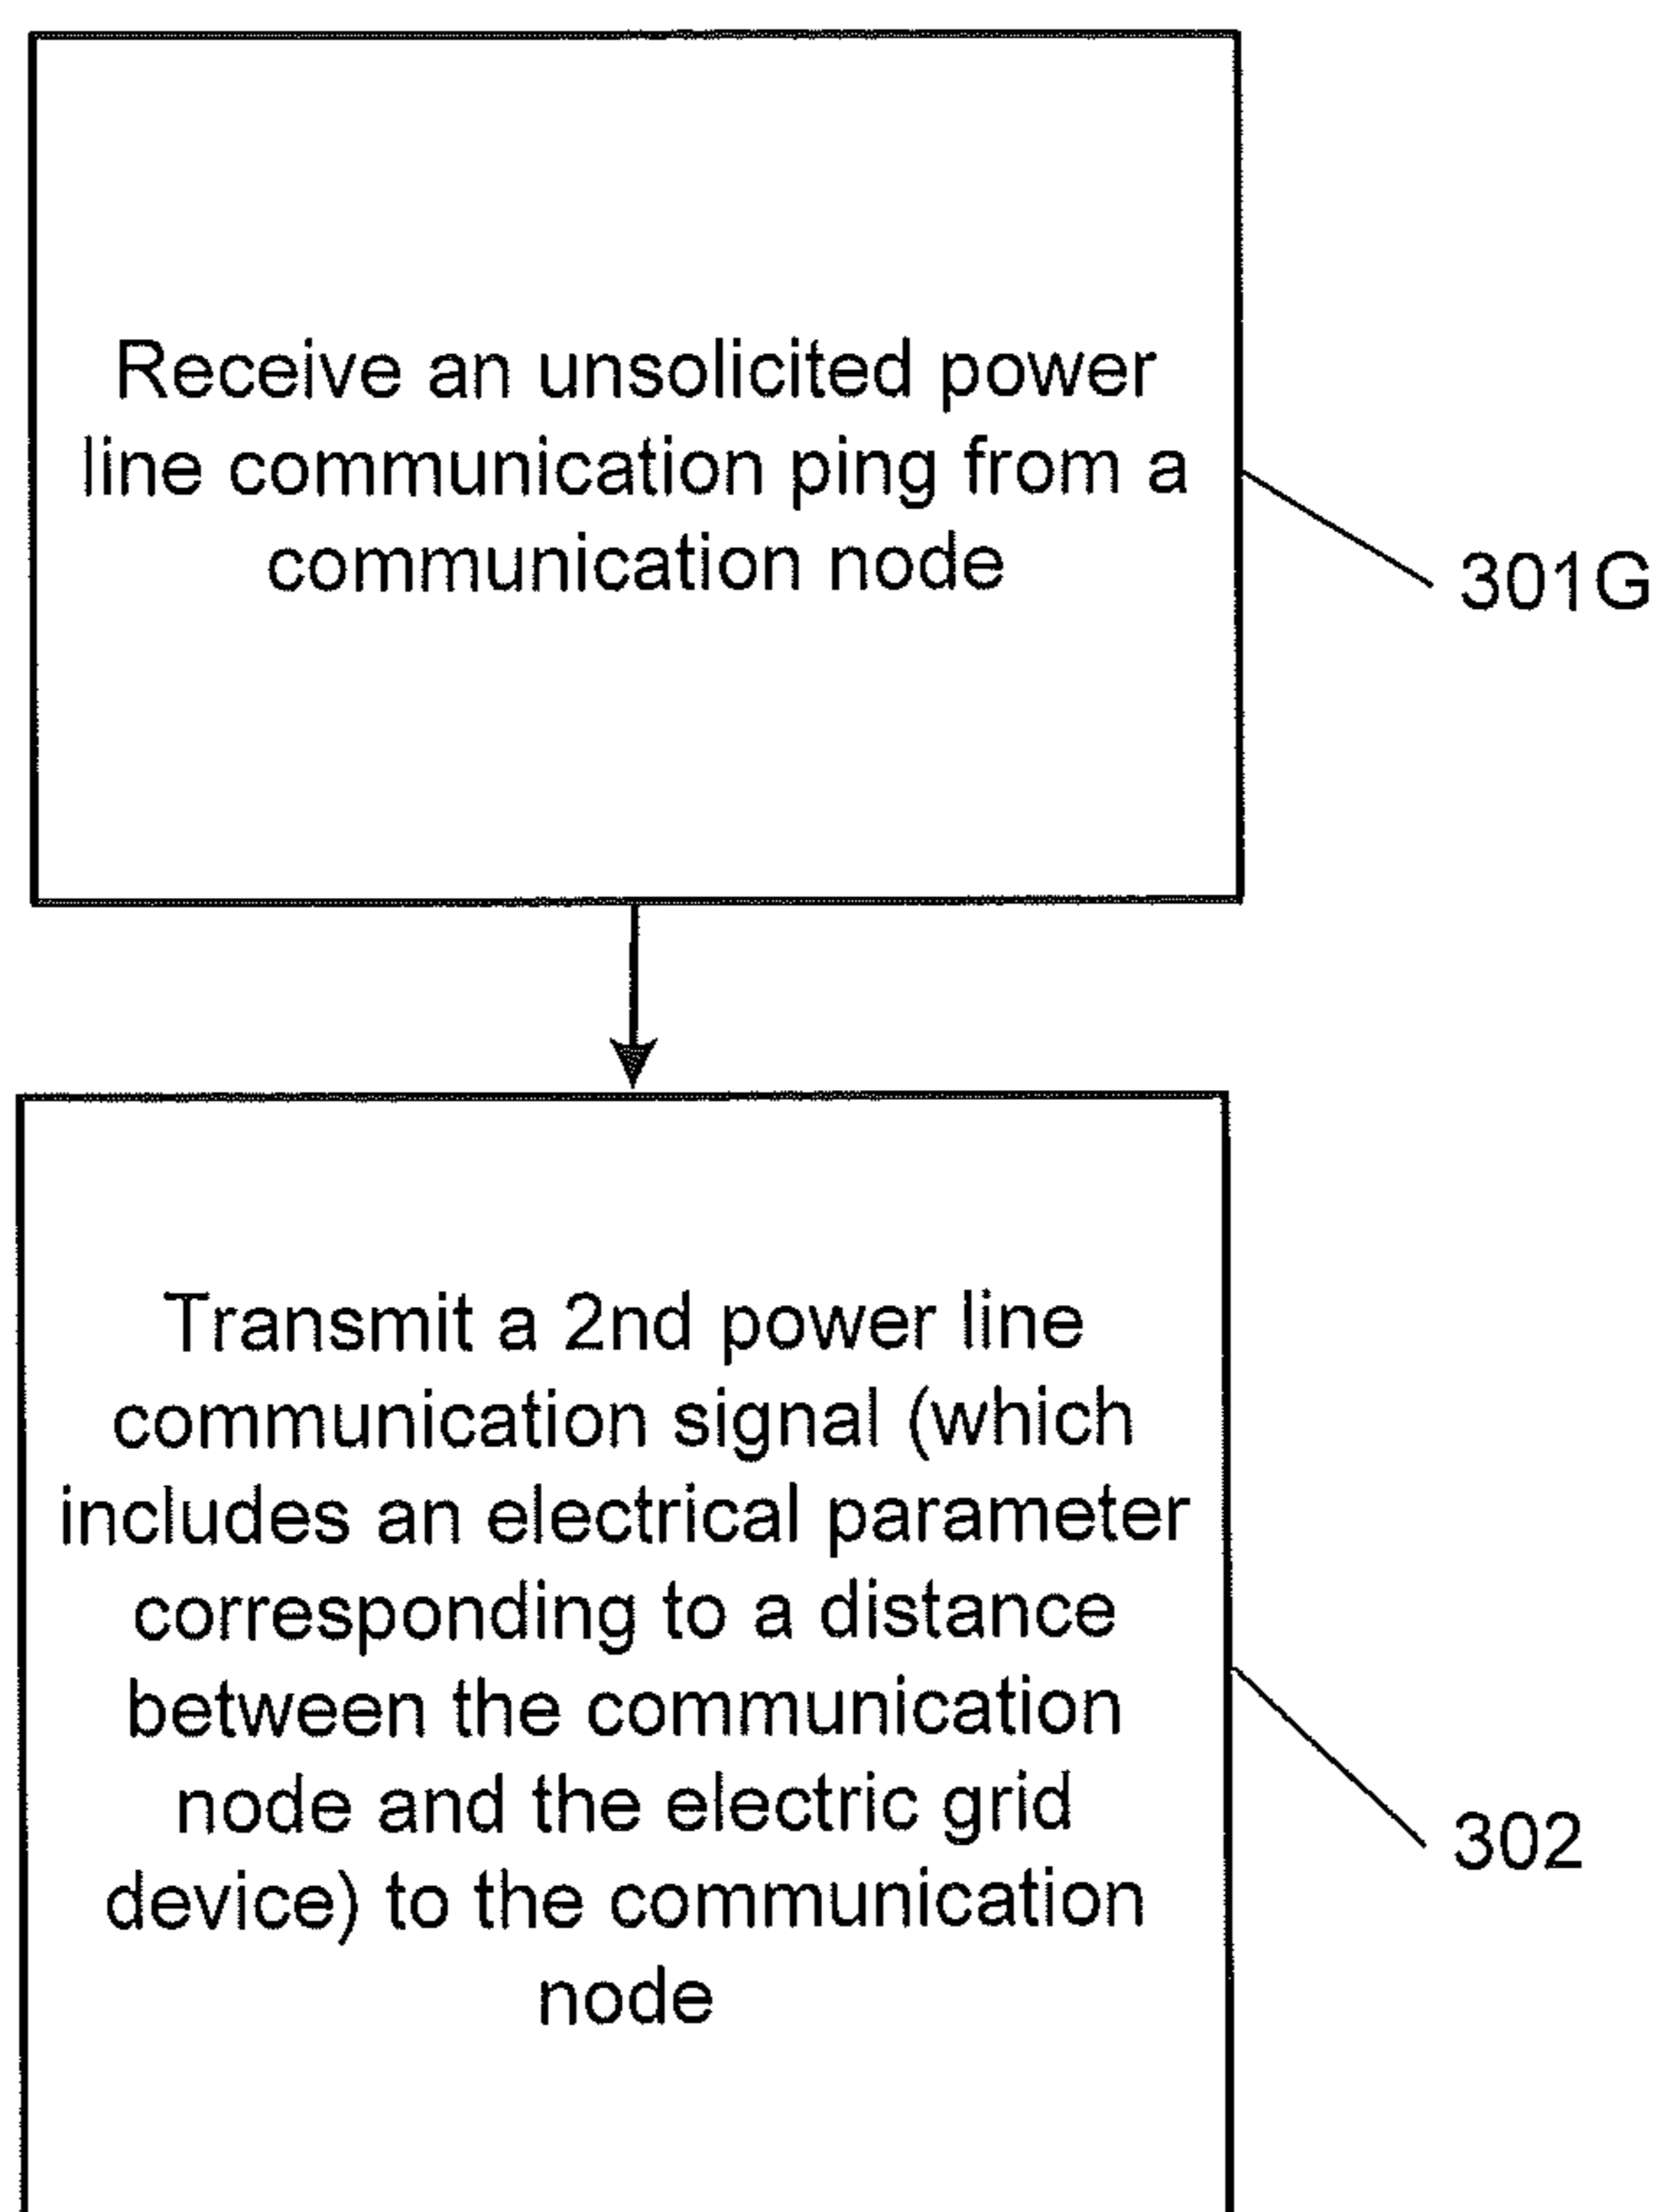 Receive an unsolicited power
line communication ping from a
communication node
301G
Transmit a 2nd power line
communication signal (which
includes an electrical parameter
corresponding to a distance
between the communication
node and the electric grid
device) to the communication
node
302